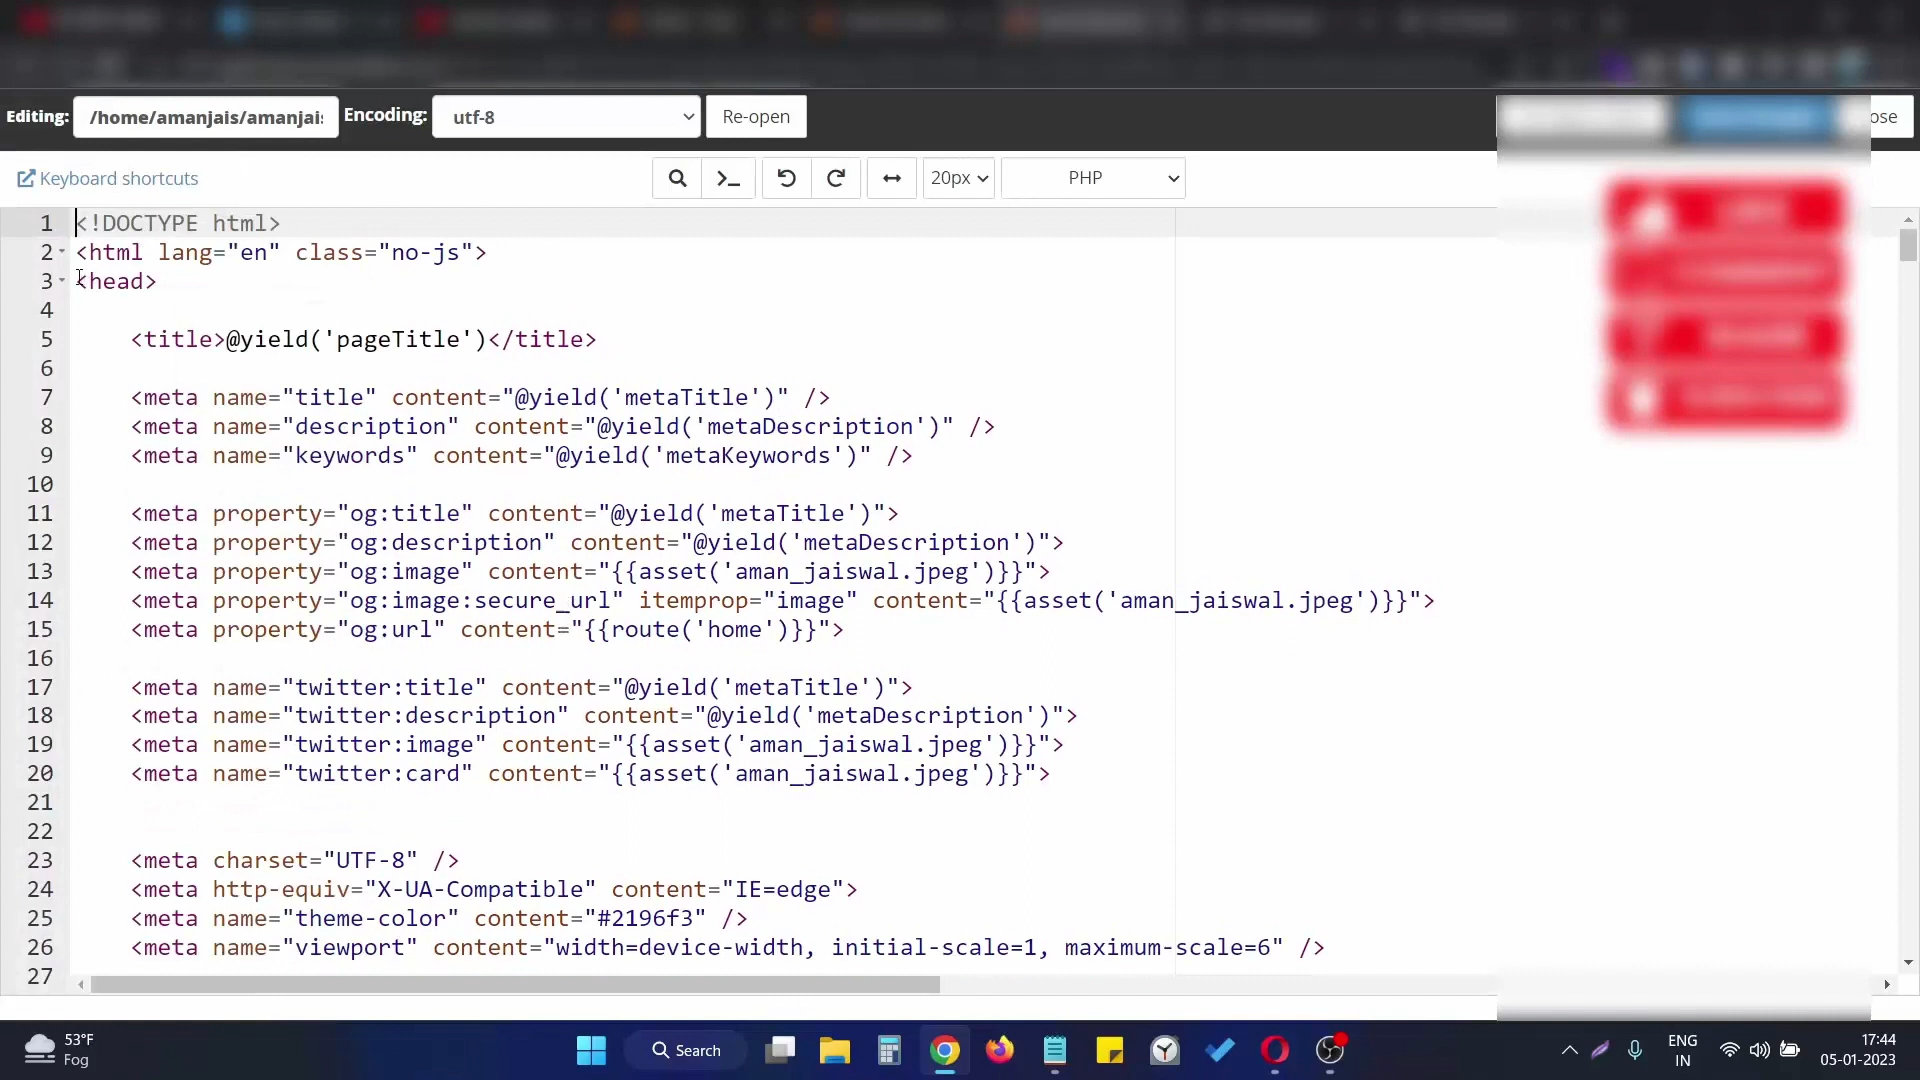 Editing: /home/amanjais/amanjai: Encoding: utf-8 Re-open ose
Keyboard shortcuts 20px PHP
1 <!DOCTYPE html>
2 <html lang="en" class="no-js">
3 <head>
4
5 <title>@yield('pageTitle')</title>
6
7 <meta name="title" content="@yield('metaTitle')" />
8 <meta name="description" content="@yield('metaDescription')" />
9 <meta name="keywords" content="@yield('metaKeywords')" />
10
11 <meta property="og:title" content="@yield('metaTitle')">
12 <meta property="og:description" content="@yield('metaDescription')">
13 <meta property="og:image" content="{{asset('aman_jaiswal.jpeg')}}">
14 <meta property="og:image:secure_url" itemprop="image" content="{{asset('aman_jaiswal.jpeg')}}">
15 <meta property="og:url" content="{{route('home')}}">
16
17 <meta name="twitter:title" content="@yield('metaTitle')">
18 <meta name="twitter:description" content="@yield('metaDescription')">
19 <meta name="twitter:image" content="{{asset('aman_jaiswal.jpeg')}}">
20 <meta name="twitter:card" content="{{asset('aman_jaiswal.jpeg')}}">
21
22
23 <meta charset="UTF-8" />
24 <meta http-equiv="X-UA-Compatible" content="IE=edge">
25 <meta name="theme-color" content="#2196f3" />
26 <meta name="viewport" content="width=device-width, initial-scale=1, maximum-scale=6" />
27
53°F
Fog
Search
ENG
IN
17:44
05-01-2023